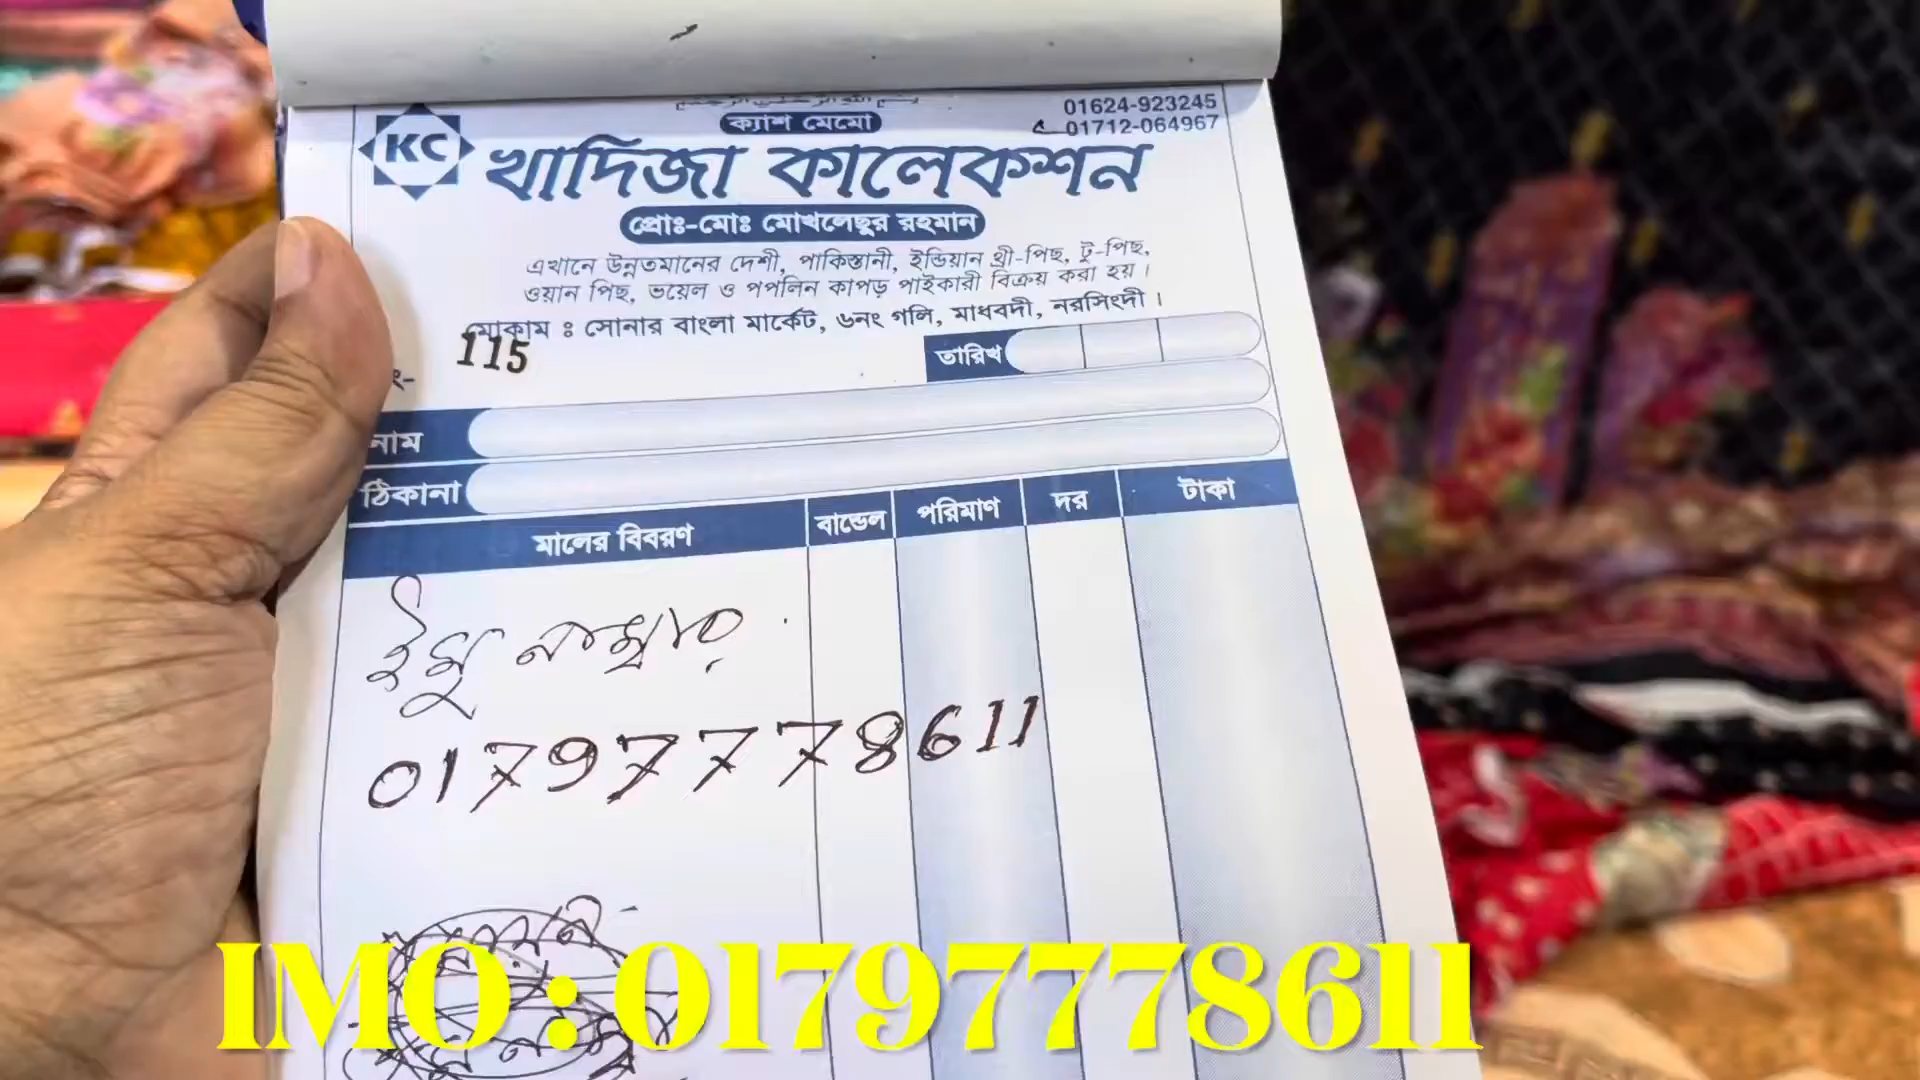 01624-923245
ক্যাশ মেমো
01712-064967
KC
খাদিজা কালেকশন
প্রোঃ-মোঃ মোখলেছুর রহমান
এখানে উন্নতমানের দেশী, পাকিস্তানী, ইন্ডিয়ান থ্রী-পিছ, টু-পিছ,
ওয়ান পিছ, ভয়েল ও পপলিন কাপড় পাইকারী বিক্রয় করা হয়।
মোকাম ঃ সোনার বাংলা মার্কেট, ৬নং গলি, মাধবদী, নরসিংদী।
115
তারিখ
নাম
ঠিকানা
মালের বিবরণ বান্ডেল পরিমাণ দর টাকা
ইমু নাম্বার
01797778611
IMO : 01797778611